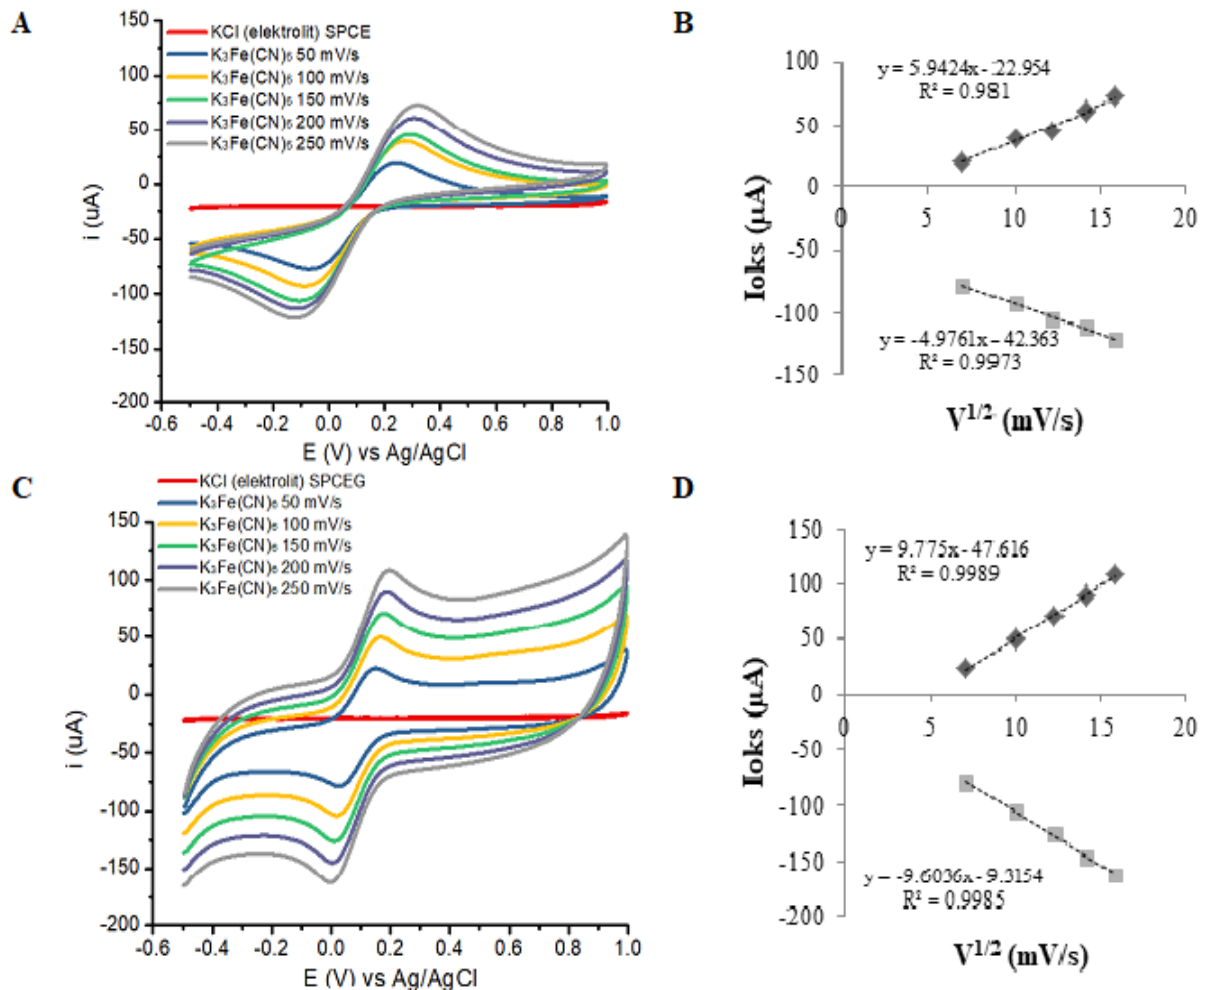 A
150
100
50
0
-50
-100
-150
-200
i (uA)
KCl (elektrolit) SPCE
K₃Fe(CN)₆ 50 mV/s
K₃Fe(CN)₆ 100 mV/s
K₃Fe(CN)₆ 150 mV/s
K₃Fe(CN)₆ 200 mV/s
K₃Fe(CN)₆ 250 mV/s
-0.6 -0.4 -0.2 0.0 0.2 0.4 0.6 0.8 1.0
E (V) vs Ag/AgCl
B
100
50
0
-50
-100
-150
Ioks (µA)
y = 5.9424x - 22.954
R² = 0.981
0 5 10 15 20
y = -4.9761x - 42.363
R² = 0.9973
V^1/2 (mV/s)
C
KCl (elektrolit) SPCEG
K₃Fe(CN)₆ 50 mV/s
K₃Fe(CN)₆ 100 mV/s
K₃Fe(CN)₆ 150 mV/s
K₃Fe(CN)₆ 200 mV/s
K₃Fe(CN)₆ 250 mV/s
150
100
50
0
-50
-100
-150
-200
i (uA)
-0.6 -0.4 -0.2 0.0 0.2 0.4 0.6 0.8 1.0
E (V) vs Ag/AgCl
D
150
100
50
0
-50
-100
-150
-200
Ioks (µA)
y = 9.775x - 47.616
R² = 0.9989
0 5 10 15 20
y = -9.6036x - 9.3154
R² = 0.9985
V^1/2 (mV/s)